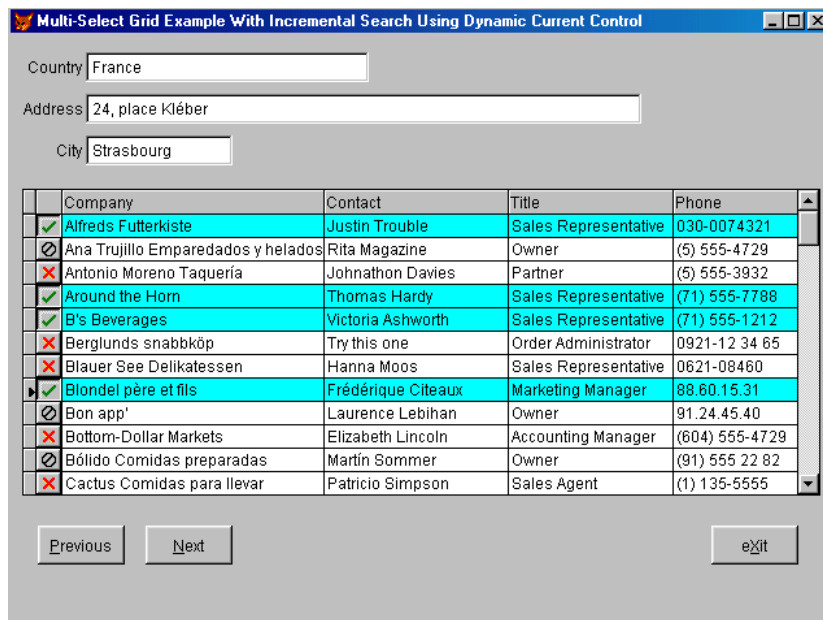 Multi-Select Grid Example With Incremental Search Using Dynamic Current Control
Country France
Address 24, place Kléber
City Strasbourg
Company Contact Title Phone
Alfreds Futterkiste Justin Trouble Sales Representative 030-0074321
Ana Trujillo Emparedados y helados Rita Magazine Owner (5) 555-4729
Antonio Moreno Taquería Johnathon Davies Partner (5) 555-3932
Around the Horn Thomas Hardy Sales Representative (71) 555-7788
B's Beverages Victoria Ashworth Sales Representative (71) 555-1212
Berglunds snabbköp Try this one Order Administrator 0921-12 34 65
Blauer See Delikatessen Hanna Moos Sales Representative 0621-08460
Blondel père et fils Frédérique Citeaux Marketing Manager 88.60.15.31
Bon app' Laurence Lebihan Owner 91.24.45.40
Bottom-Dollar Markets Elizabeth Lincoln Accounting Manager (604) 555-4729
Bólido Comidas preparadas Martín Sommer Owner (91) 555 22 82
Cactus Comidas para llevar Patricio Simpson Sales Agent (1) 135-5555
Previous Next eXit